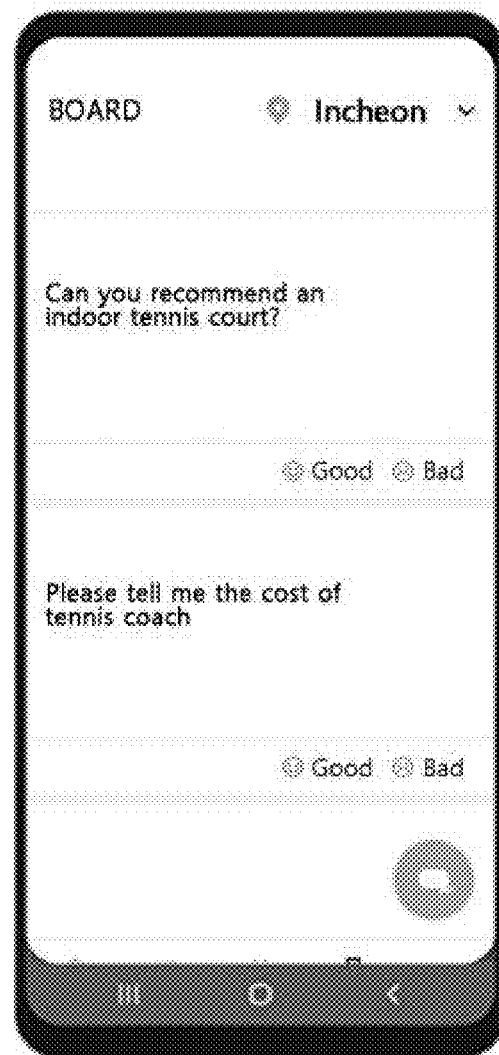 BOARD Incheon
Can you recommend an
indoor tennis court?
Good Bad
Please tell me the cost of
tennis coach
Good Bad